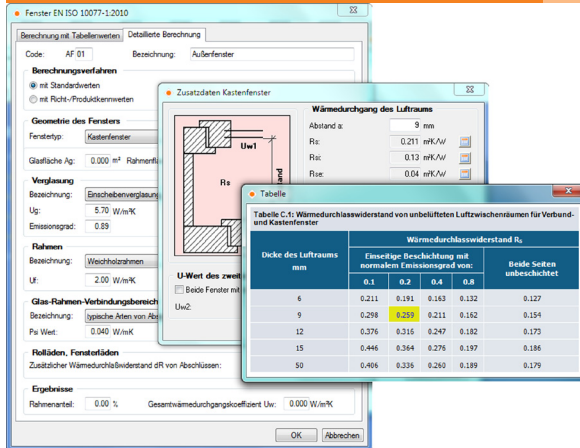 Fenster EN ISO 10077-1:2010
Berechnung mit Tabellenwerten Detaillierte Berechnung
Code: AF 01 Bezeichnung: Außenfenster
Berechnungsverfahren
mit Standardwerten
mit Richt-/Produktkennwerten
Geometrie des Fensters
Fenstertyp: Kastenfenster
Glasfläche Ag: 0.000 m²
Verglasung
Bezeichnung: Einscheibenverglasung
Ug: 5.70 W/m²K
Emissionsgrad: 0.89
Rahmen
Bezeichnung: Weichholzrahmen
Uf: 2.00 W/m²K
Glas-Rahmen-Verbindungsbereich
Bezeichnung: typische Arten von
Psi Wert: 0.040 W/mK
Rolläden, Fensterläden
Zusätzlicher Wärmedurchlaßwiderstand dR von Abschlüssen:
Ergebnisse
Rahmenanteil: 0.00 % Gesamtwärmedurchgangskoeffizient Uw: 0.000 W/m²K
OK Abbrechen
Zusatzdaten Kastenfenster
Uw1
Rs
Wärmedurchgang des Luftraums
Abstand a: 9 mm
Rs: 0.211 m²K/W
Rsi: 0.13 m²K/W
Rse: 0.04 m²K/W
U-Wert des zweit
Beide Fenster mit
Uw2:
Tabelle
Tabelle C.1: Wärmedurchlasswiderstand von unbelüfteten Luftzwischenräumen für Verbund-
und Kastenfenster
Dicke des Luftraums
mm
Wärmedurchlasswiderstand Rs
Einseitige Beschichtung mit
normalem Emissionsgrad von:
Beide Seiten
unbeschichtet
0.1 0.2 0.4 0.8
6 0.211 0.191 0.163 0.132 0.127
9 0.298 0.259 0.211 0.162 0.154
12 0.376 0.316 0.247 0.182 0.173
15 0.446 0.364 0.276 0.197 0.186
50 0.406 0.336 0.260 0.189 0.179